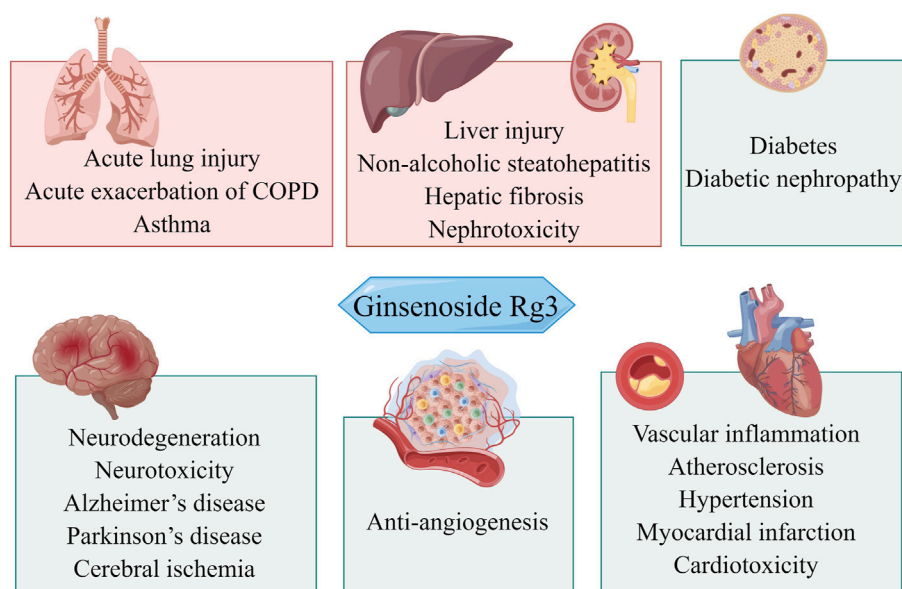 Acute lung injury
Acute exacerbation of COPD
Asthma
Liver injury
Non-alcoholic steatohepatitis
Hepatic fibrosis
Nephrotoxicity
Diabetes
Diabetic nephropathy
Ginsenoside Rg3
Neurodegeneration
Neurotoxicity
Alzheimer's disease
Parkinson's disease
Cerebral ischemia
Anti-angiogenesis
Vascular inflammation
Atherosclerosis
Hypertension
Myocardial infarction
Cardiotoxicity